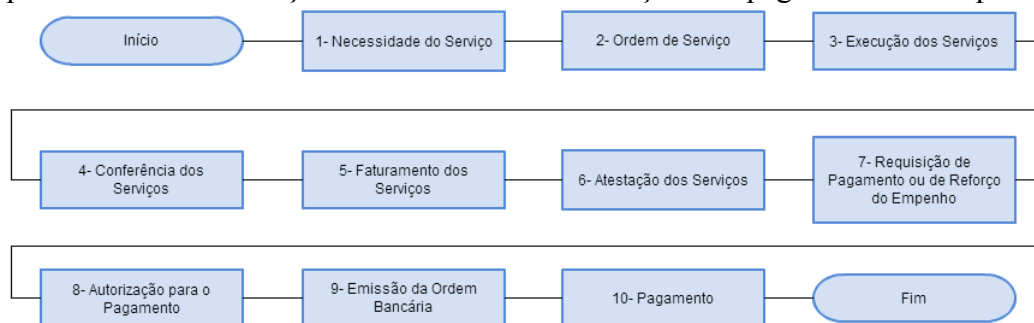 Início
1- Necessidade do Serviço
2- Ordem de Serviço
3- Execução dos Serviços
4- Conferência dos
Serviços
5- Faturamento dos
Serviços
6- Atestação dos Serviços
7- Requisição de
Pagamento ou de Reforço
do Empenho
8- Autorização para o
Pagamento
9- Emissão da Ordem
Bancária
10- Pagamento
Fim